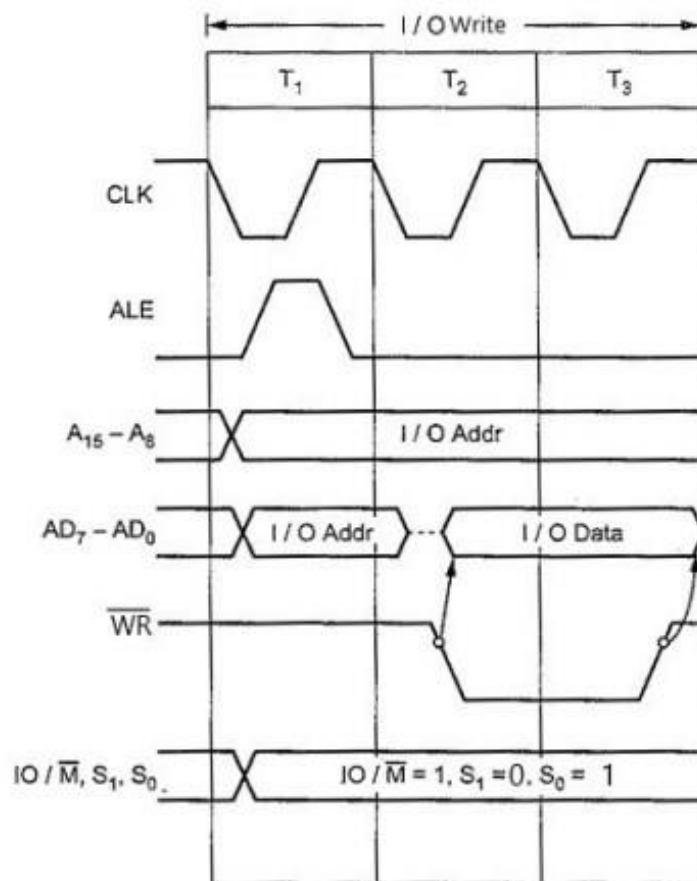 I / O Write
T₁ T₂ T₃
CLK
ALE
A₁₅ – A₈ I / O Addr
AD₇ – AD₀ I / O Addr I / O Data
W̅R̅
IO / M̅, S₁, S₀ IO / M̅ = 1, S₁ = 0, S₀ = 1